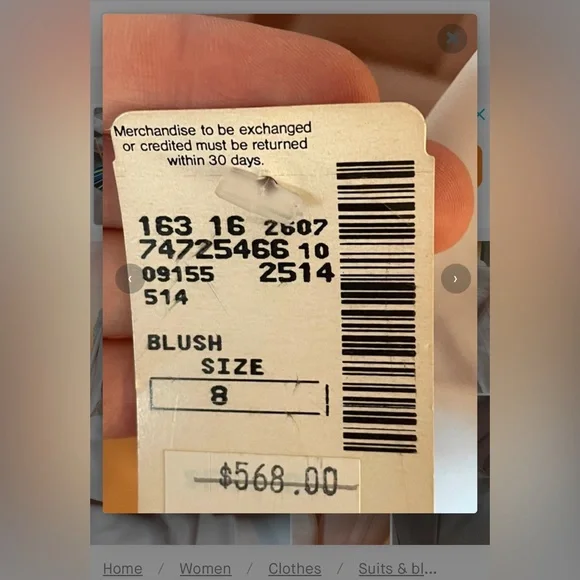 Merchandise to be exchanged
or credited must be returned
within 30 days.
163 16 2607
74725466 10
09155 2514
514
BLUSH
SIZE
8
$568.00
Home / Women / Clothes / Suits & bl...